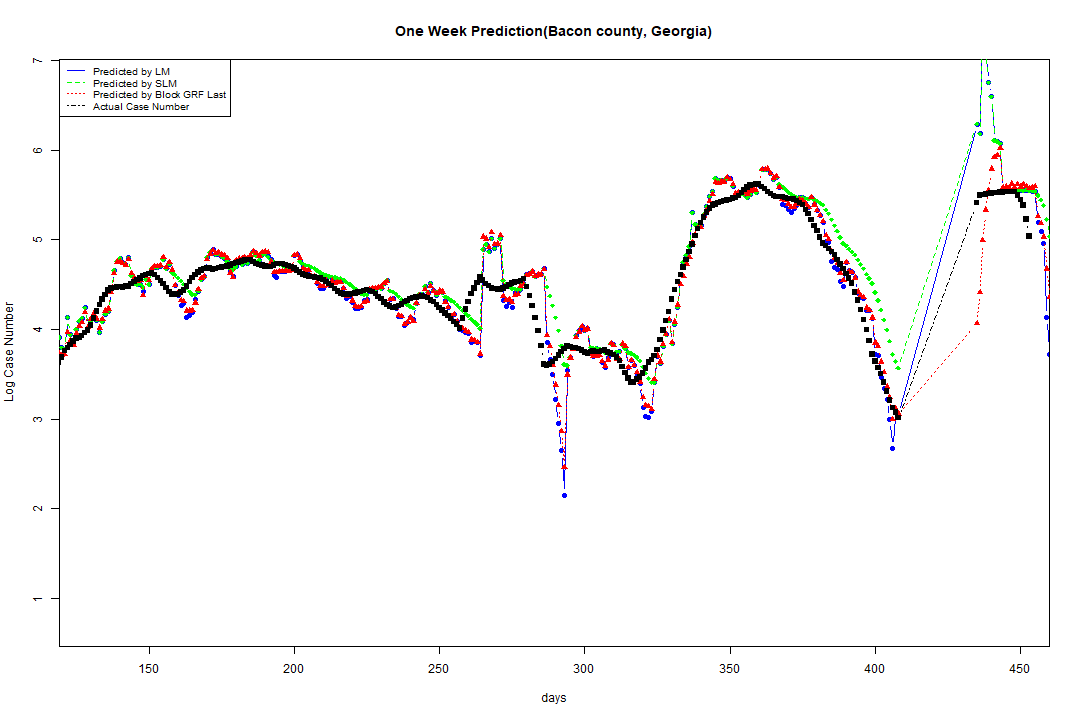 One Week Prediction(Bacon county, Georgia)
Predicted by LM
Predicted by SLM
Predicted by Block GRF Last
Actual Case Number
7
6
5
4
3
2
1
Log Case Number
150 200 250 300 350 400 450
days